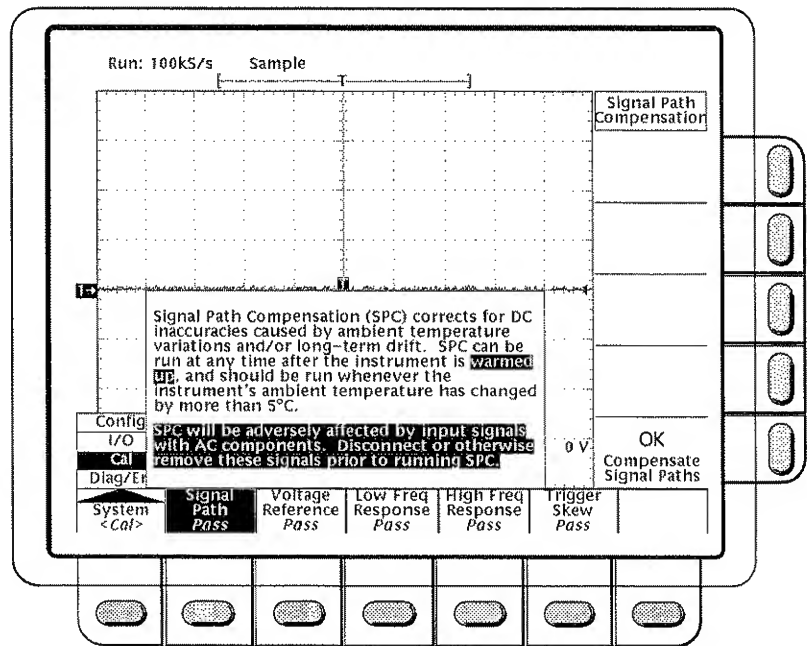 Run: 100kS/s Sample
T
Signal Path
Compensation
1
T
Signal Path Compensation (SPC) corrects for DC
inaccuracies caused by ambient temperature
variations and/or long-term drift. SPC can be
run at any time after the instrument is warmed
up, and should be run whenever the
instrument's ambient temperature has changed
by more than 5°C.
SPC will be adversely affected by input signals
with AC components. Disconnect or otherwise
remove these signals prior to running SPC.
0 V
OK
Compensate
Signal Paths
Config
I/O
Cal
Diag/Er
System
<Cal>
Signal
Path
Pass
Voltage
Reference
Pass
Low Freq
Response
Pass
High Freq
Response
Pass
Trigger
Skew
Pass